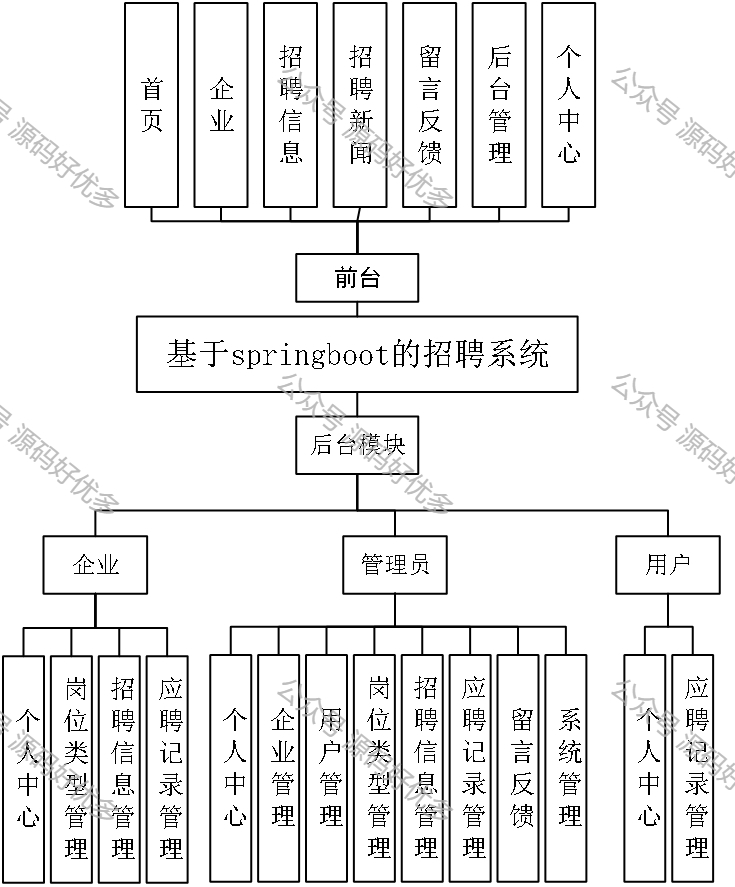 首页
企业
招聘信息
招聘新闻
留言反馈
后台管理
个人中心
前台
基于springboot的招聘系统
后台模块
企业
管理员
用户
个人中心
岗位类型管理
招聘信息管理
应聘记录管理
个人中心
企业管理
用户管理
岗位类型管理
招聘信息管理
应聘记录管理
留言反馈
系统管理
个人中心
应聘记录管理
公众号 源码好优多
公众号 源码好优多
号 源码好优多
公众号 源码好优多
公众号 源码好优多
号 源码好优多
公众号 源码好优多
公众号 源码好优多
号 源码好优多